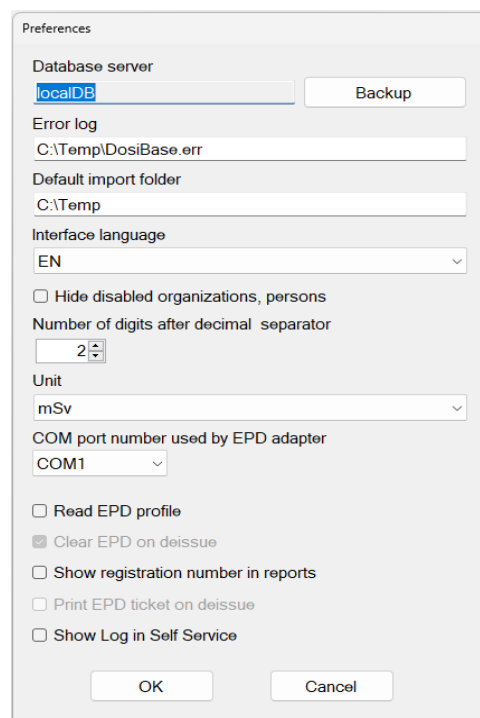 Preferences
Database server
localDB Backup
Error log
C:\Temp\DosiBase.err
Default import folder
C:\Temp
Interface language
EN
Hide disabled organizations, persons
Number of digits after decimal separator
2
Unit
mSv
COM port number used by EPD adapter
COM1
Read EPD profile
Clear EPD on deissue
Show registration number in reports
Print EPD ticket on deissue
Show Log in Self Service
OK Cancel